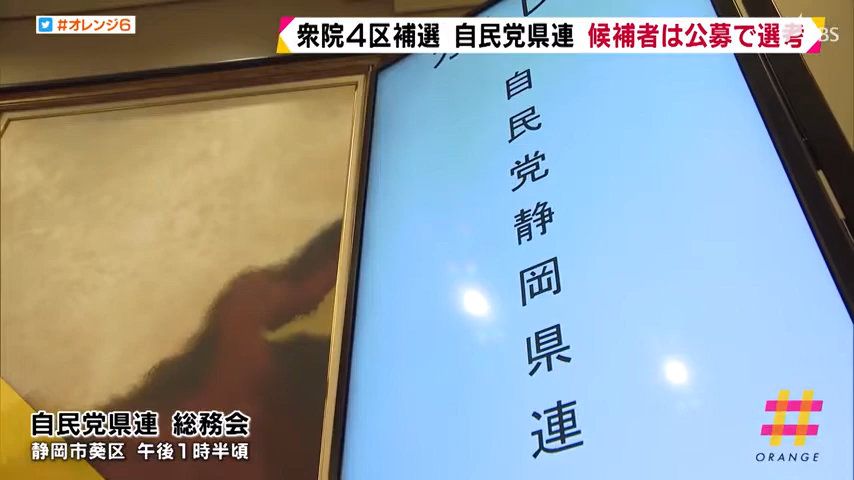 #オレンジ6
衆院4区補選 自民党県連 候補者は公募で選考
SBS
自民党静岡県連
自民党県連 総務会
静岡市葵区 午後1時半頃
#
ORANGE